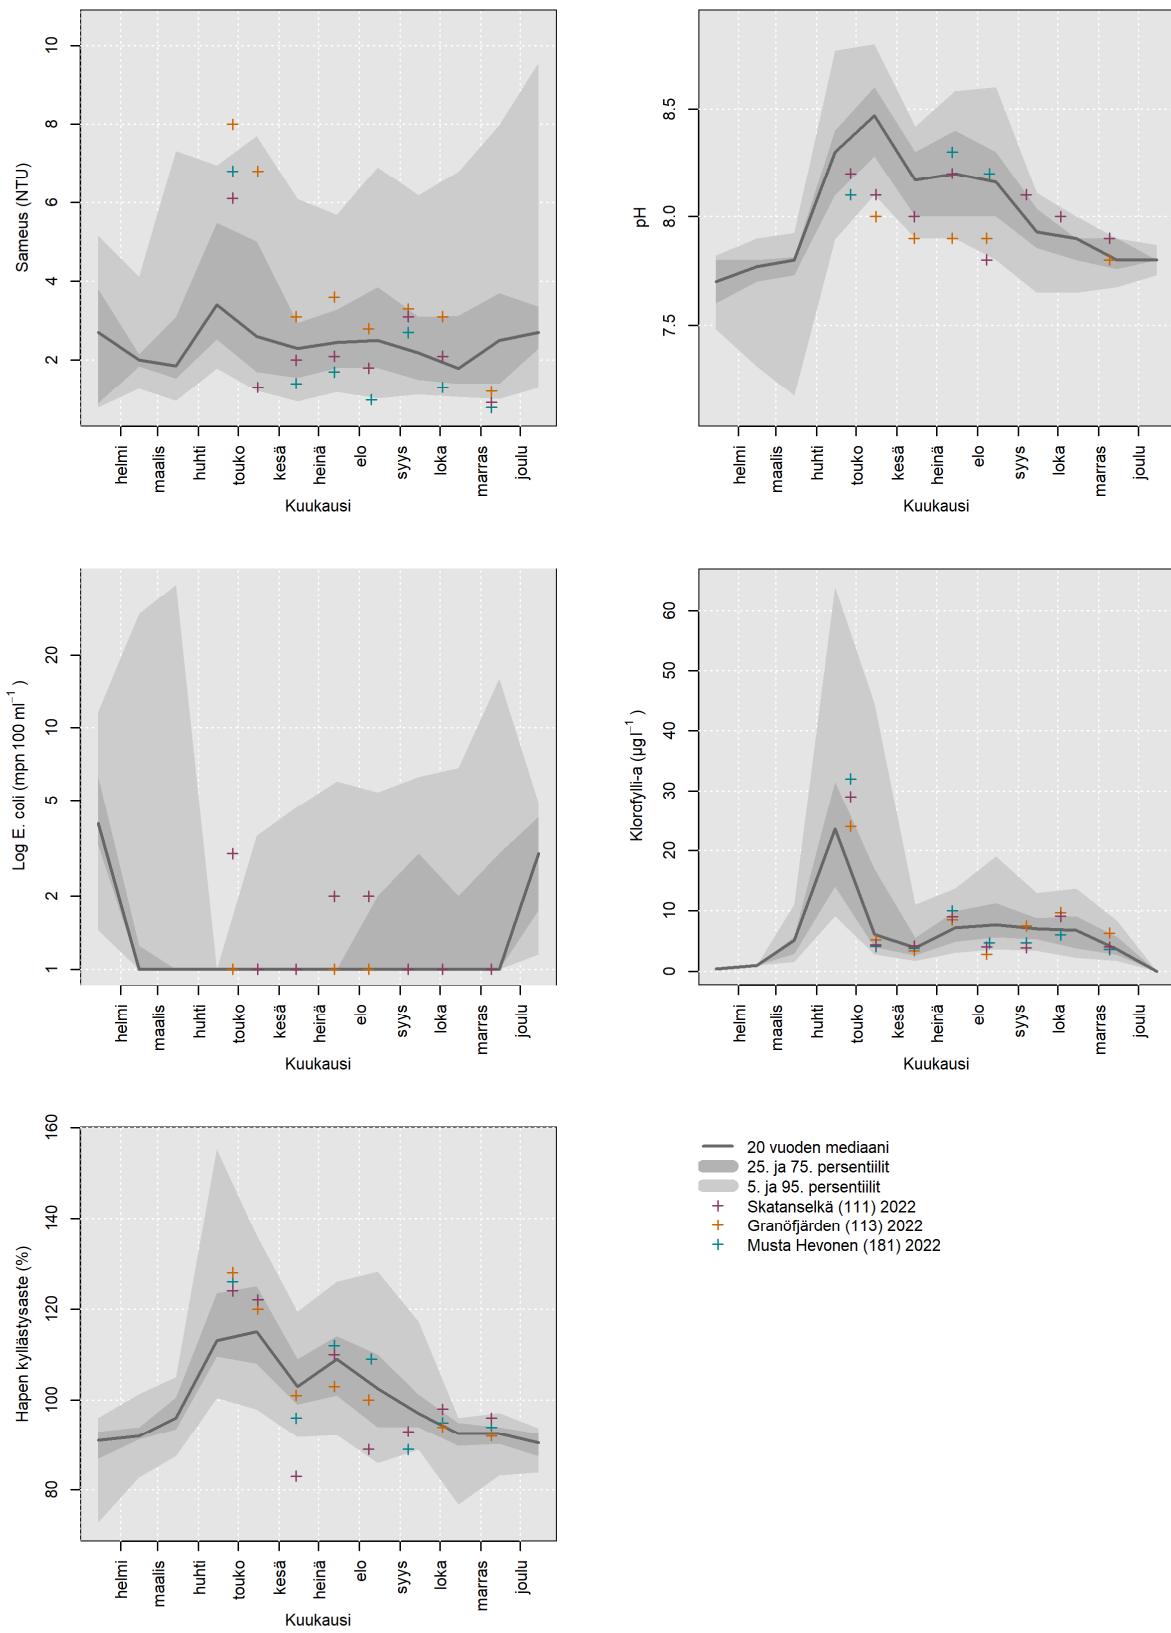 Sameus (NTU)
10
8
6
4
2
helmi
maalis
huhti
touko
kesä
heinä
elo
syys
loka
marras
joulu
Kuukausi
pH
8.5
8.0
7.5
helmi
maalis
huhti
touko
kesä
heinä
elo
syys
loka
marras
joulu
Kuukausi
Log E. coli (mpn 100 ml⁻¹ )
20
10
5
2
1
helmi
maalis
huhti
touko
kesä
heinä
elo
syys
loka
marras
joulu
Kuukausi
Klorofylli-a (µg l⁻¹ )
60
50
40
30
20
10
0
helmi
maalis
huhti
touko
kesä
heinä
elo
syys
loka
marras
joulu
Kuukausi
Hapen kyllästysaste (%)
160
140
120
100
80
helmi
maalis
huhti
touko
kesä
heinä
elo
syys
loka
marras
joulu
Kuukausi
20 vuoden mediaani
25. ja 75. persentiilit
5. ja 95. persentiilit
Skatanselkä (111) 2022
Granöfjärden (113) 2022
Musta Hevonen (181) 2022